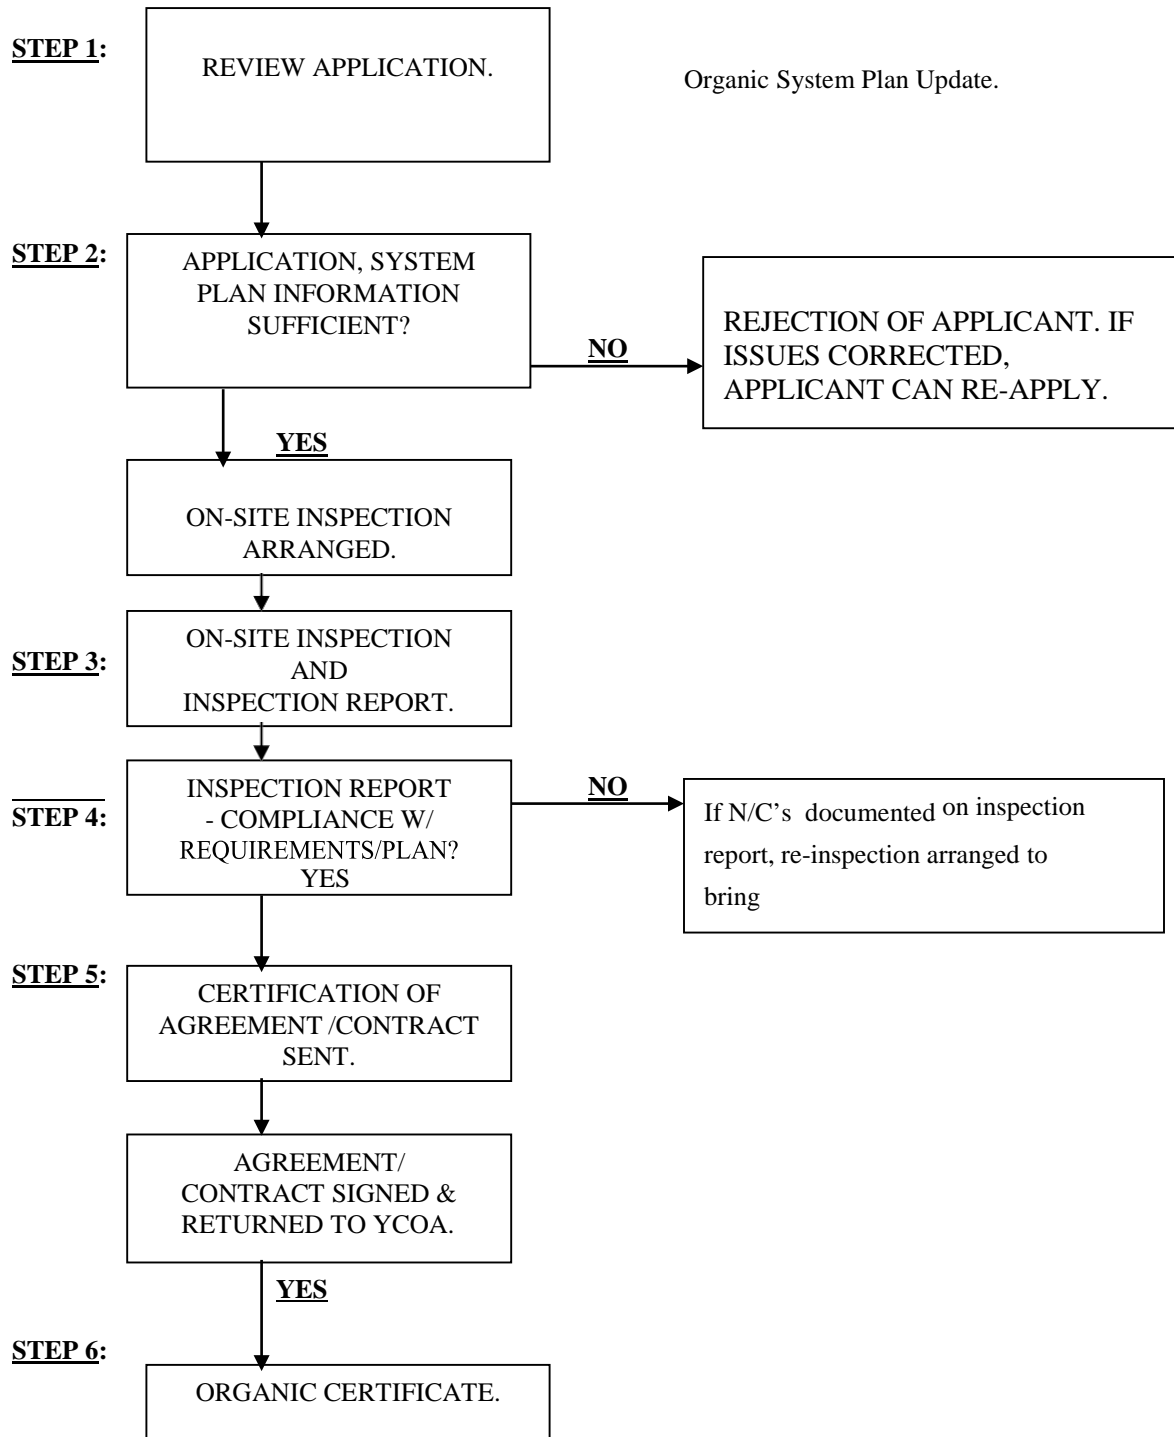 STEP 1:
REVIEW APPLICATION.
Organic System Plan Update.
STEP 2:
APPLICATION, SYSTEM
PLAN INFORMATION
SUFFICIENT?
NO
REJECTION OF APPLICANT. IF
ISSUES CORRECTED,
APPLICANT CAN RE-APPLY.
YES
ON-SITE INSPECTION
ARRANGED.
STEP 3:
ON-SITE INSPECTION
AND
INSPECTION REPORT.
STEP 4:
INSPECTION REPORT
- COMPLIANCE W/
REQUIREMENTS/PLAN?
YES
NO
If N/C’s documented on inspection
report, re-inspection arranged to
bring
STEP 5:
CERTIFICATION OF
AGREEMENT /CONTRACT
SENT.
AGREEMENT/
CONTRACT SIGNED &
RETURNED TO YCOA.
YES
STEP 6:
ORGANIC CERTIFICATE.